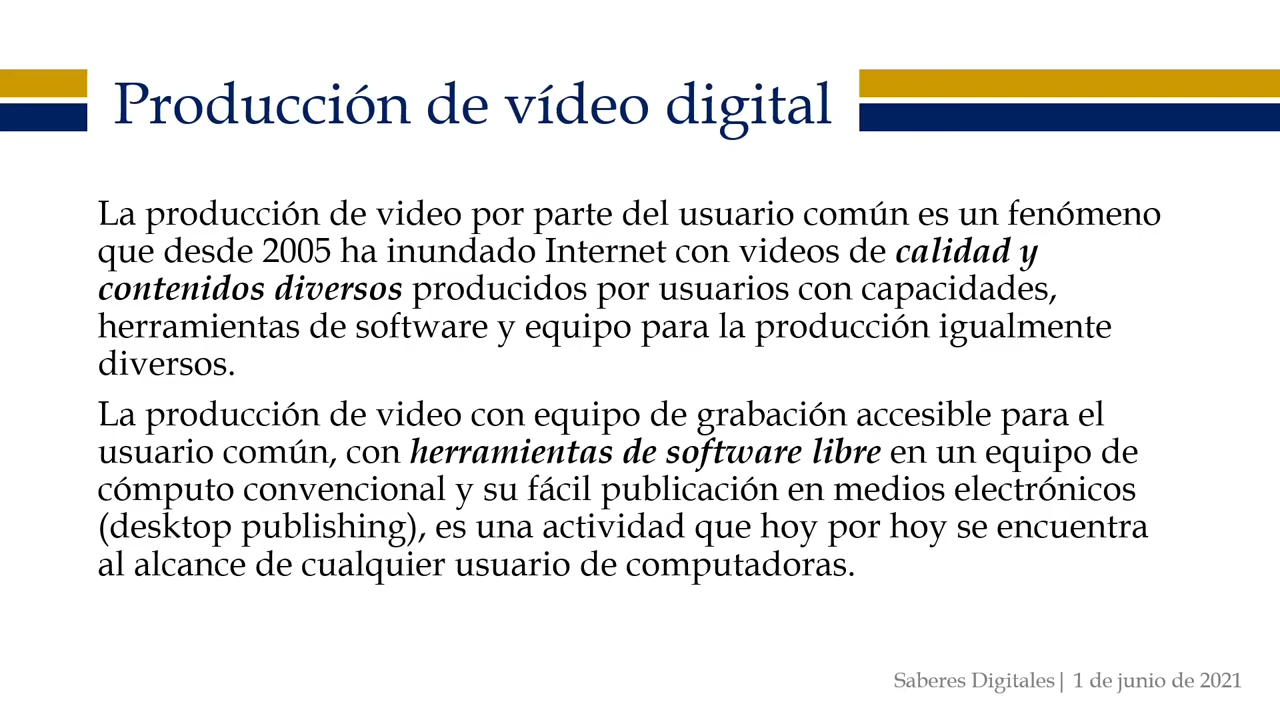 Producción de vídeo digital
La producción de video por parte del usuario común es un fenómeno
que desde 2005 ha inundado Internet con videos de calidad y
contenidos diversos producidos por usuarios con capacidades,
herramientas de software y equipo para la producción igualmente
diversos.
La producción de video con equipo de grabación accesible para el
usuario común, con herramientas de software libre en un equipo de
cómputo convencional y su fácil publicación en medios electrónicos
(desktop publishing), es una actividad que hoy por hoy se encuentra
al alcance de cualquier usuario de computadoras.
Saberes Digitales| 1 de junio de 2021